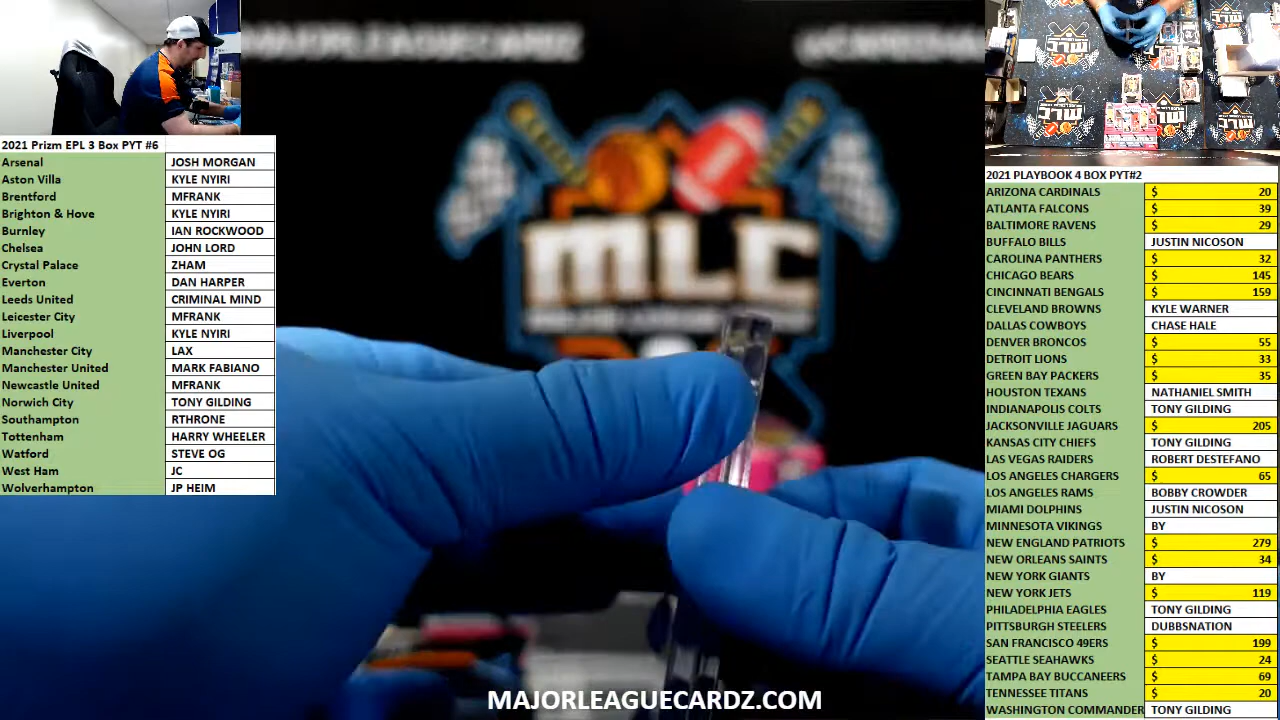 2021 Prizm EPL 3 Box PYT #6
Arsenal JOSH MORGAN
Aston Villa KYLE NYIRI
Brentford MFRANK
Brighton & Hove KYLE NYIRI
Burnley IAN ROCKWOOD
Chelsea JOHN LORD
Crystal Palace ZHAM
Everton DAN HARPER
Leeds United CRIMINAL MIND
Leicester City MFRANK
Liverpool KYLE NYIRI
Manchester City LAX
Manchester United MARK FABIANO
Newcastle United MFRANK
Norwich City TONY GILDING
Southampton RTHRONE
Tottenham HARRY WHEELER
Watford STEVE OG
West Ham JC
Wolverhampton JP HEIM
MLC
MAJORLEAGUECARDZ.COM
2021 PLAYBOOK 4 BOX PYT#2
ARIZONA CARDINALS $ 20
ATLANTA FALCONS $ 39
BALTIMORE RAVENS $ 29
BUFFALO BILLS JUSTIN NICOSON
CAROLINA PANTHERS $ 32
CHICAGO BEARS $ 145
CINCINNATI BENGALS $ 159
CLEVELAND BROWNS KYLE WARNER
DALLAS COWBOYS CHASE HALE
DENVER BRONCOS $ 55
DETROIT LIONS $ 33
GREEN BAY PACKERS $ 35
HOUSTON TEXANS NATHANIEL SMITH
INDIANAPOLIS COLTS TONY GILDING
JACKSONVILLE JAGUARS $ 205
KANSAS CITY CHIEFS TONY GILDING
LAS VEGAS RAIDERS ROBERT DESTEFANO
LOS ANGELES CHARGERS $ 65
LOS ANGELES RAMS BOBBY CROWDER
MIAMI DOLPHINS JUSTIN NICOSON
MINNESOTA VIKINGS BY
NEW ENGLAND PATRIOTS $ 279
NEW ORLEANS SAINTS $ 34
NEW YORK GIANTS BY
NEW YORK JETS $ 119
PHILADELPHIA EAGLES TONY GILDING
PITTSBURGH STEELERS DUBBSNATION
SAN FRANCISCO 49ERS $ 199
SEATTLE SEAHAWKS $ 24
TAMPA BAY BUCCANEERS $ 69
TENNESSEE TITANS $ 20
WASHINGTON COMMANDER TONY GILDING